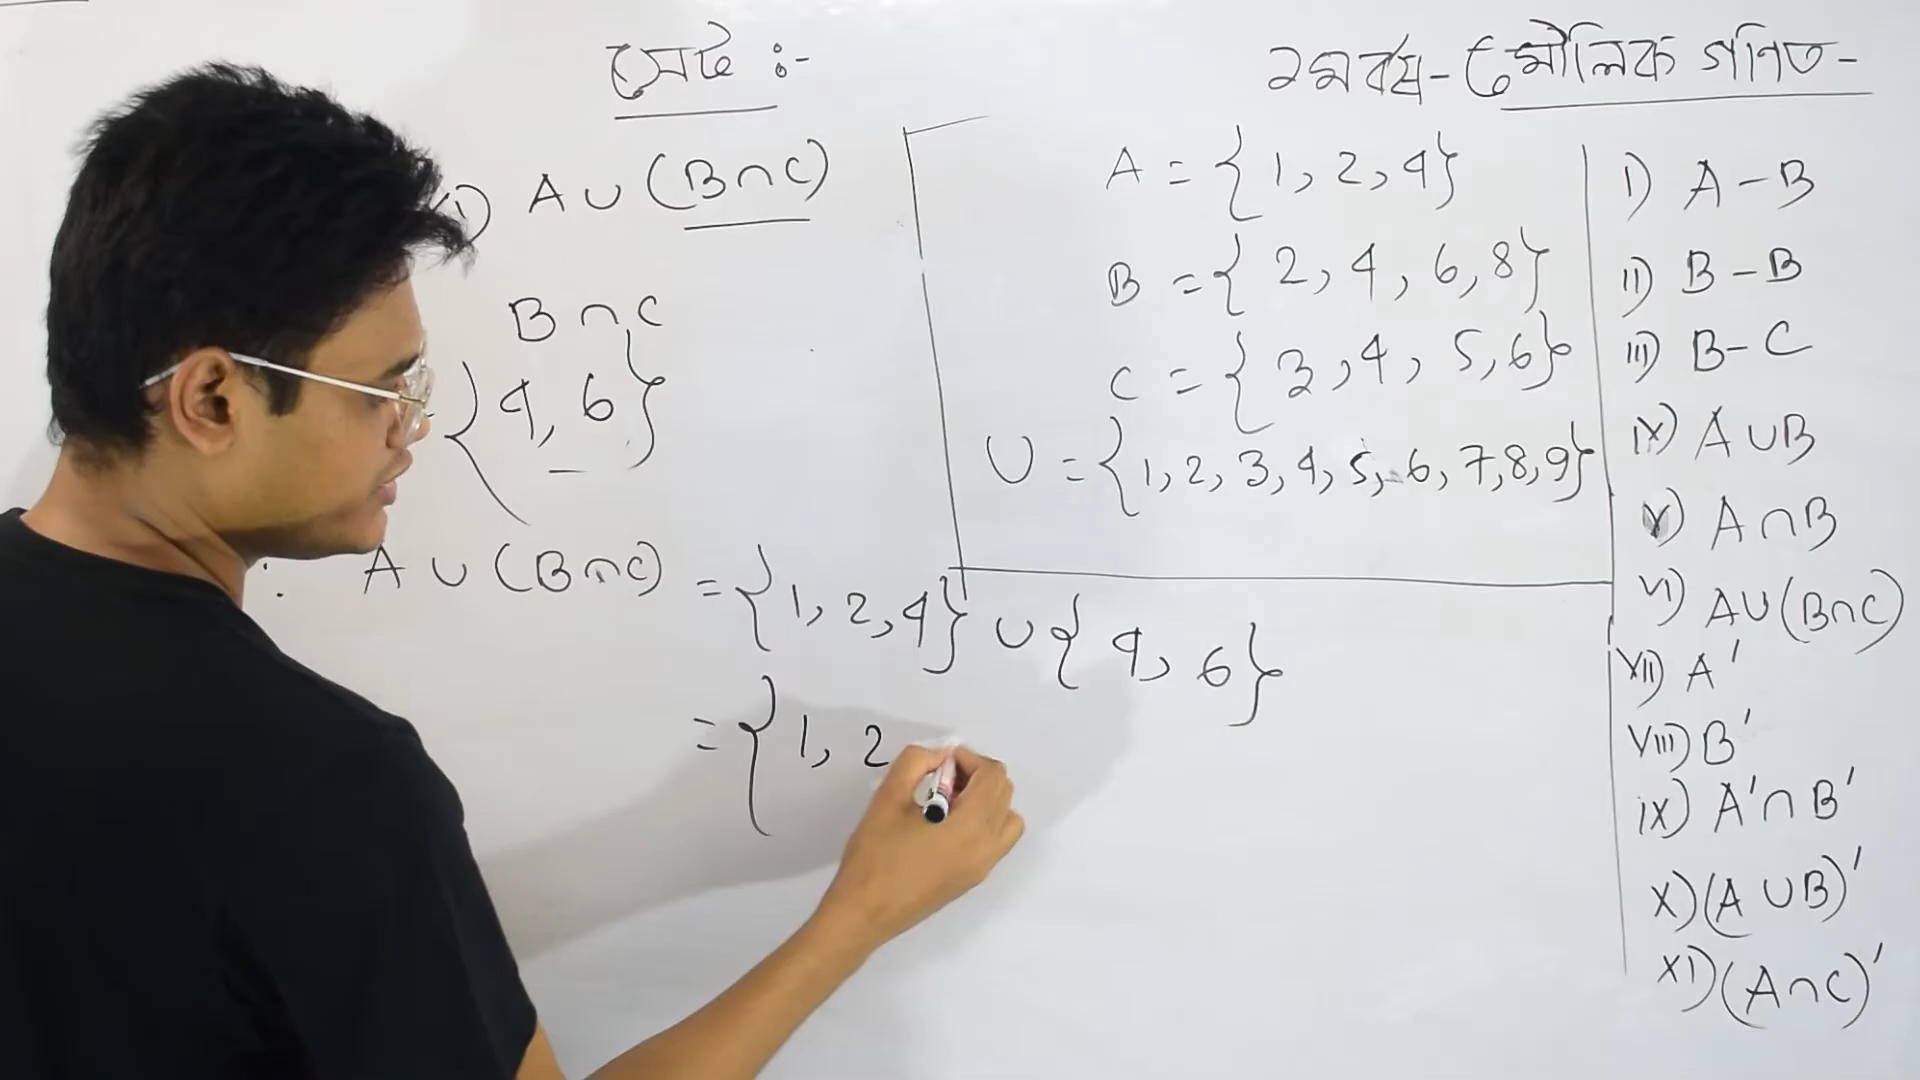 সেট :-
১ম বর্ষ- মৌলিক গণিত-
A ∪ (B∩C)
B ∩ C
{4, 6}
∴ A ∪ (B∩C) = {1, 2, 4} ∪ {4, 6}
= {1, 2
A = {1, 2, 4}
B = {2, 4, 6, 8}
C = {3, 4, 5, 6}
U = {1, 2, 3, 4, 5, 6, 7, 8, 9}
I) A - B
II) B - B
III) B - C
IV) A ∪ B
V) A ∩ B
VI) A ∪ (B∩C)
VII) A'
VIII) B'
IX) A' ∩ B'
X) (A ∪ B)'
XI) (A ∩ C)'